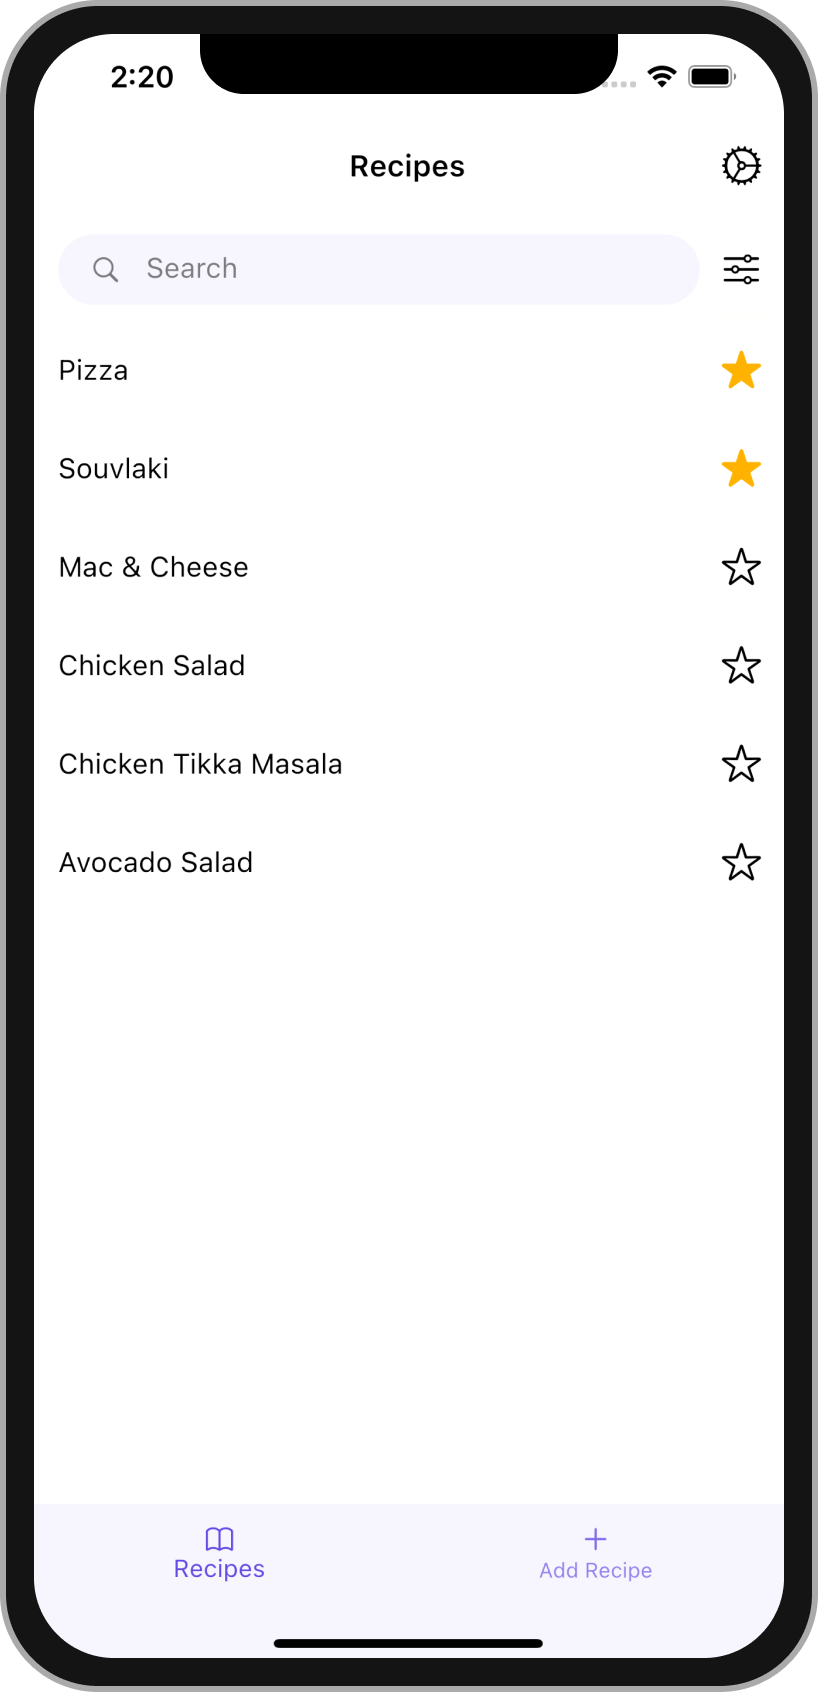 2:20
Recipes
Search
Pizza
Souvlaki
Mac & Cheese
Chicken Salad
Chicken Tikka Masala
Avocado Salad
Recipes
Add Recipe